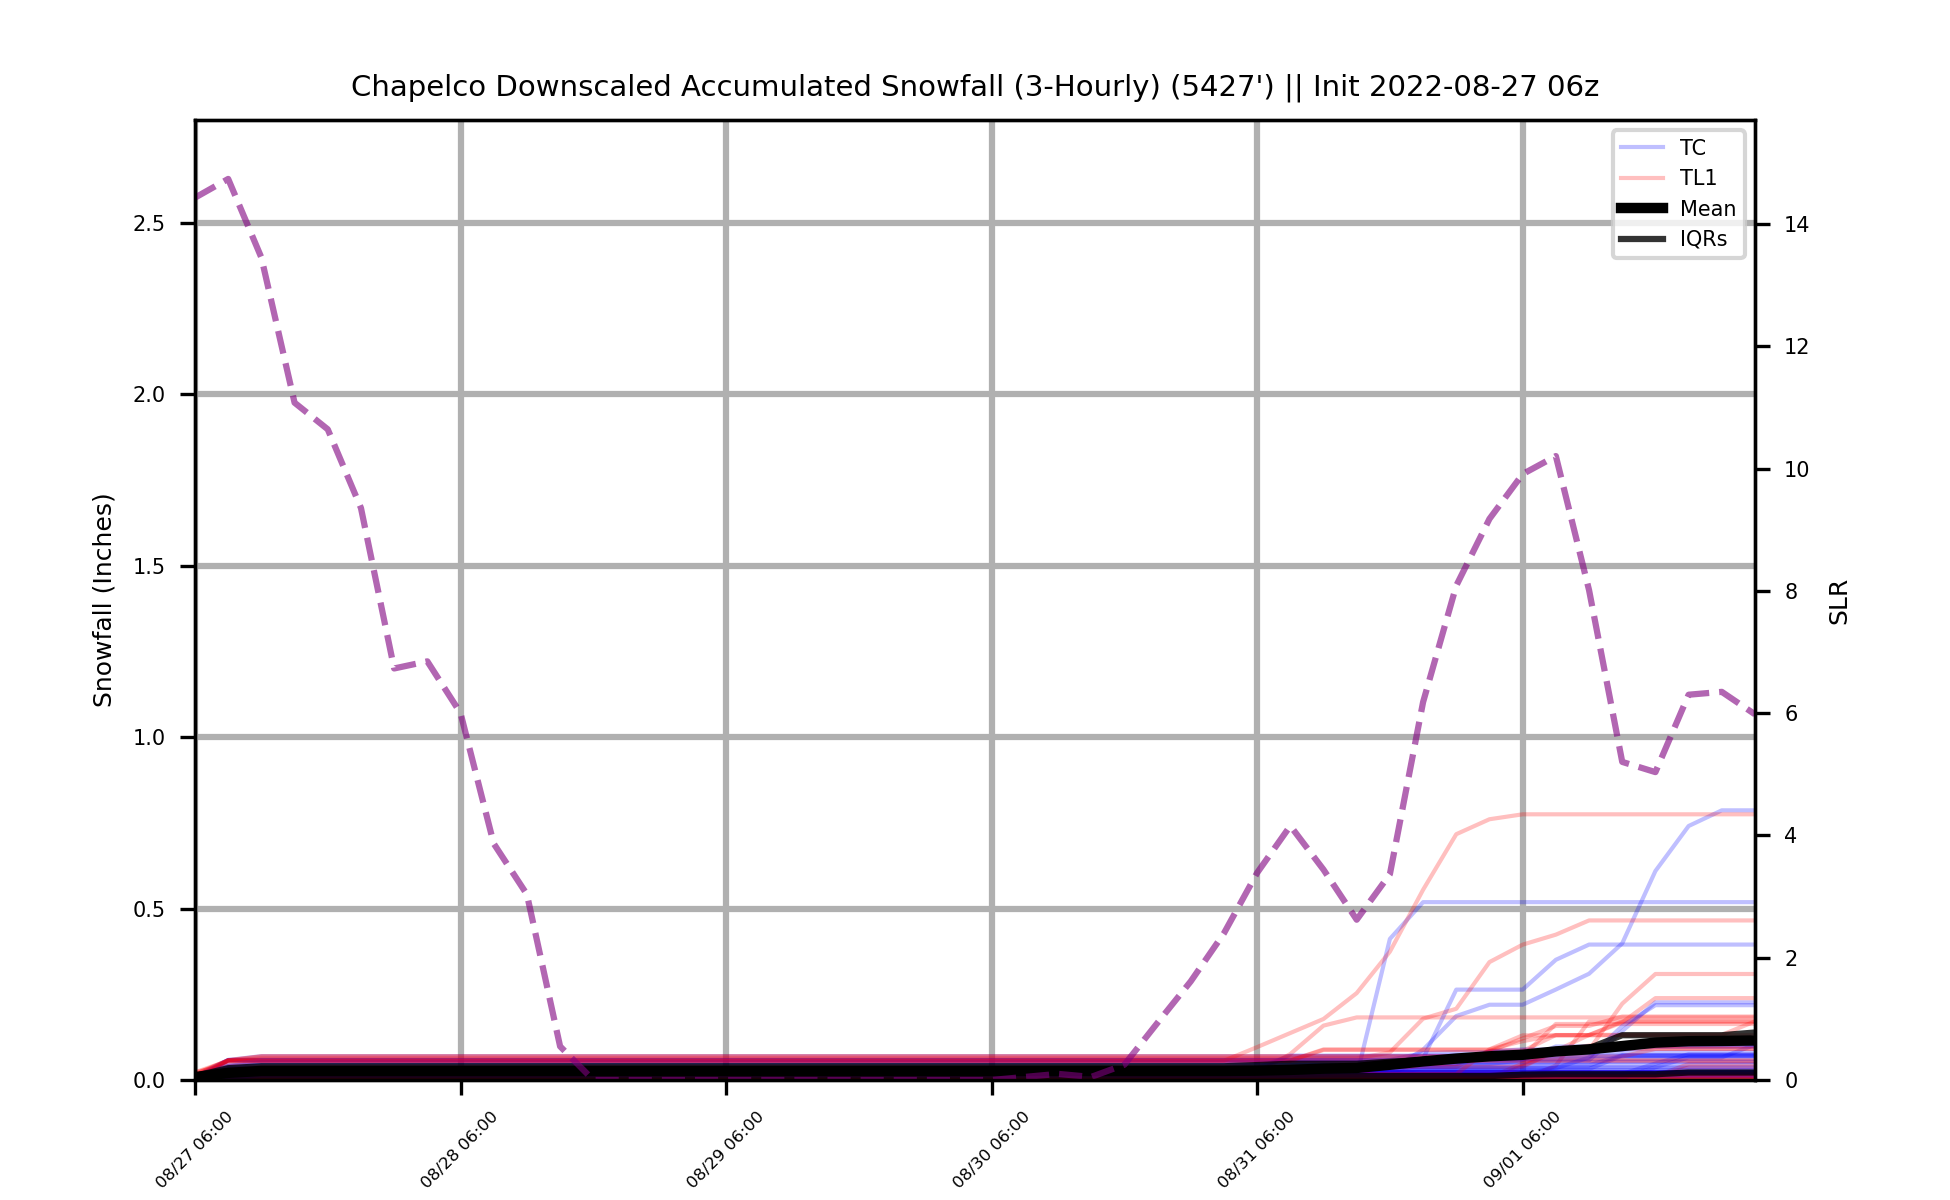 Chapelco Downscaled Accumulated Snowfall (3-Hourly) (5427') || Init 2022-08-27 06z
TC
TL1
Mean
IQRs
Snowfall (Inches)
2.5
2.0
1.5
1.0
0.5
0.0
SLR
14
12
10
8
6
4
2
0
08/27 06:00
08/28 06:00
08/29 06:00
08/30 06:00
08/31 06:00
09/01 06:00